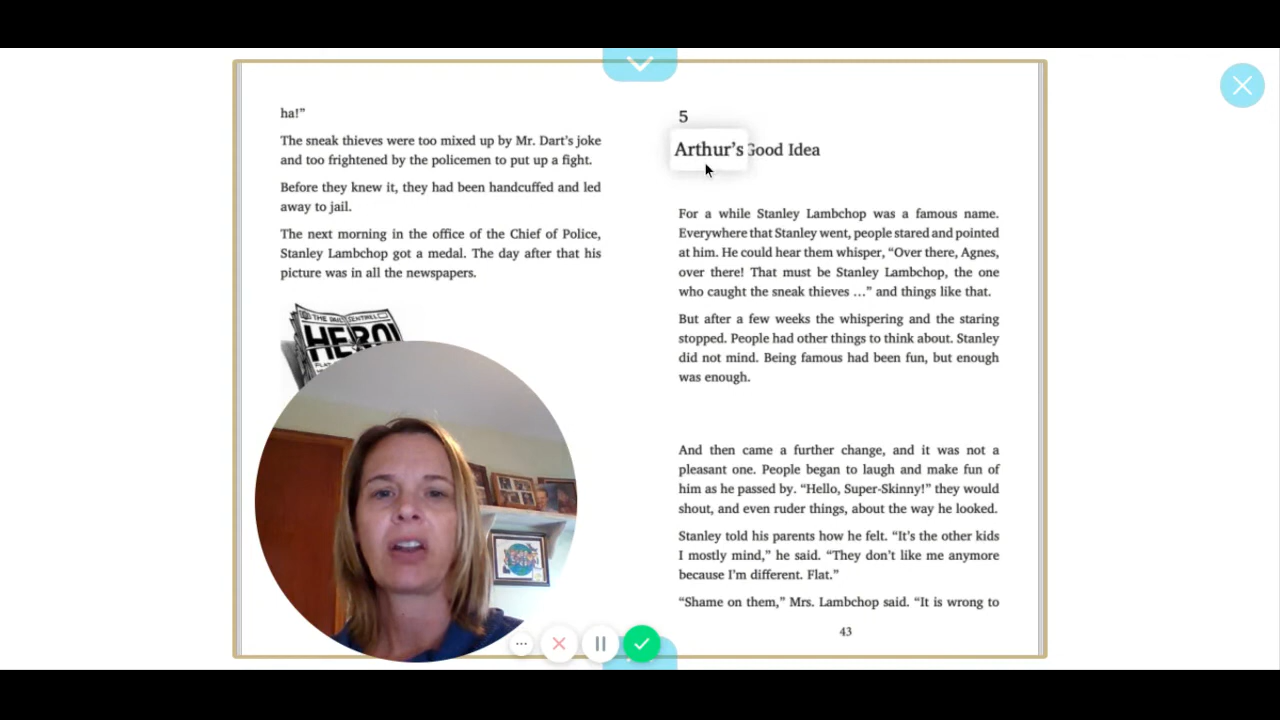 ha!”
The sneak thieves were too mixed up by Mr. Dart’s joke
and too frightened by the policemen to put up a fight.
Before they knew it, they had been handcuffed and led
away to jail.
The next morning in the office of the Chief of Police,
Stanley Lambchop got a medal. The day after that his
picture was in all the newspapers.
THE DAILY SENTINEL
HERO!
5
Arthur’s Good Idea
For a while Stanley Lambchop was a famous name.
Everywhere that Stanley went, people stared and pointed
at him. He could hear them whisper, “Over there, Agnes,
over there! That must be Stanley Lambchop, the one
who caught the sneak thieves …” and things like that.
But after a few weeks the whispering and the staring
stopped. People had other things to think about. Stanley
did not mind. Being famous had been fun, but enough
was enough.
And then came a further change, and it was not a
pleasant one. People began to laugh and make fun of
him as he passed by. “Hello, Super-Skinny!” they would
shout, and even ruder things, about the way he looked.
Stanley told his parents how he felt. “It’s the other kids
I mostly mind,” he said. “They don’t like me anymore
because I’m different. Flat.”
“Shame on them,” Mrs. Lambchop said. “It is wrong to
43